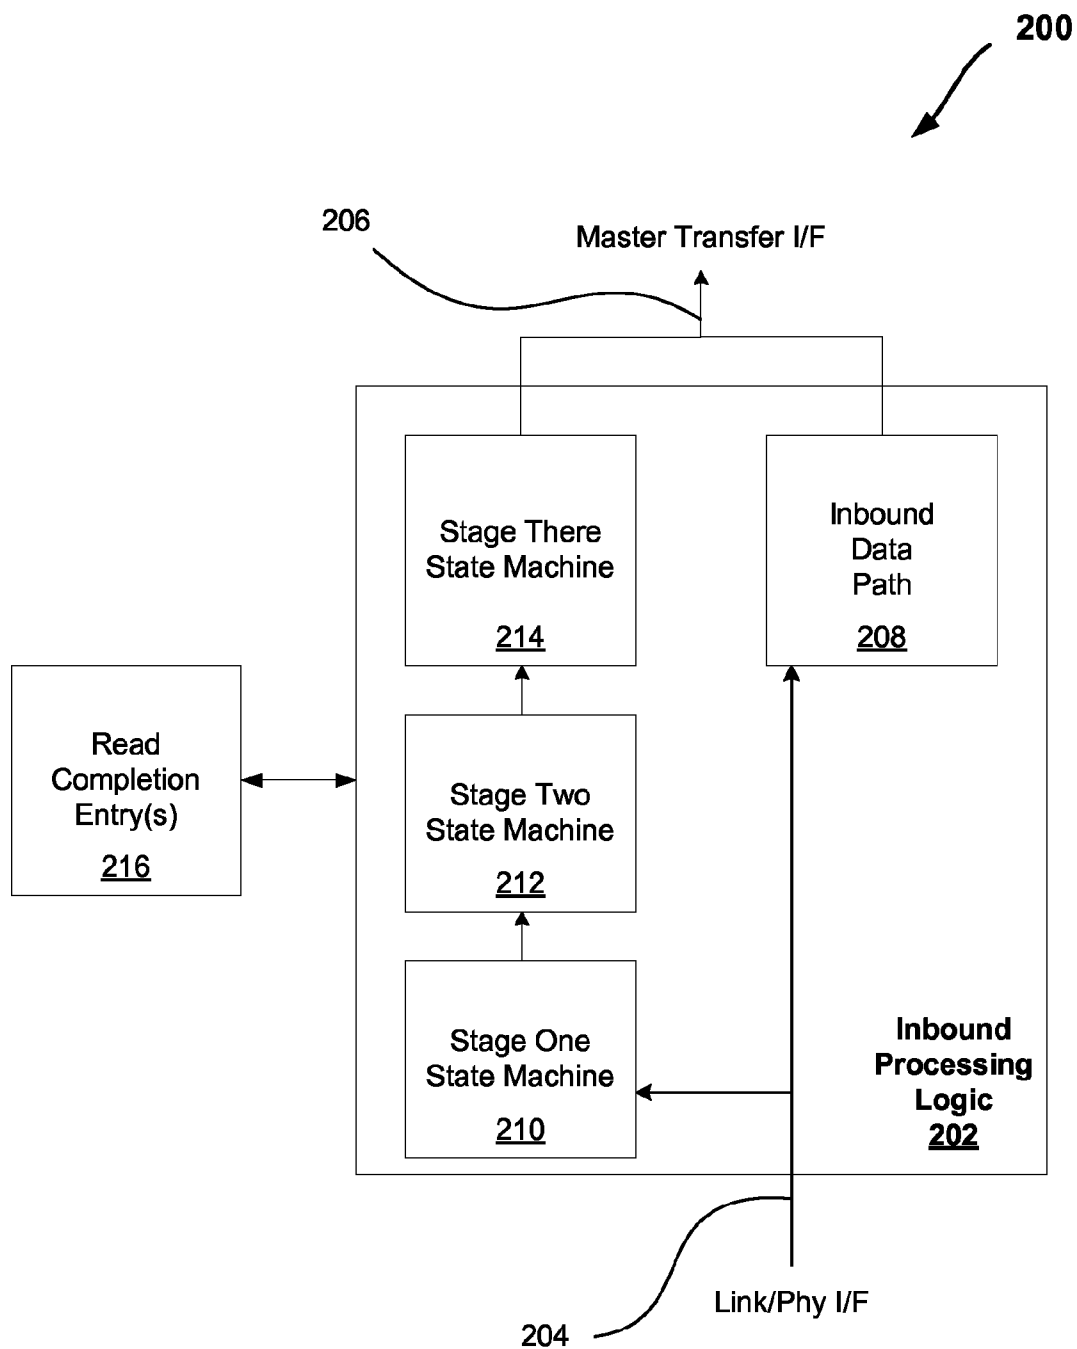 200
206
Master Transfer I/F
Stage There
State Machine
214
Inbound
Data
Path
208
Read
Completion
Entry(s)
216
Stage Two
State Machine
212
Stage One
State Machine
210
Inbound
Processing
Logic
202
Link/Phy I/F
204